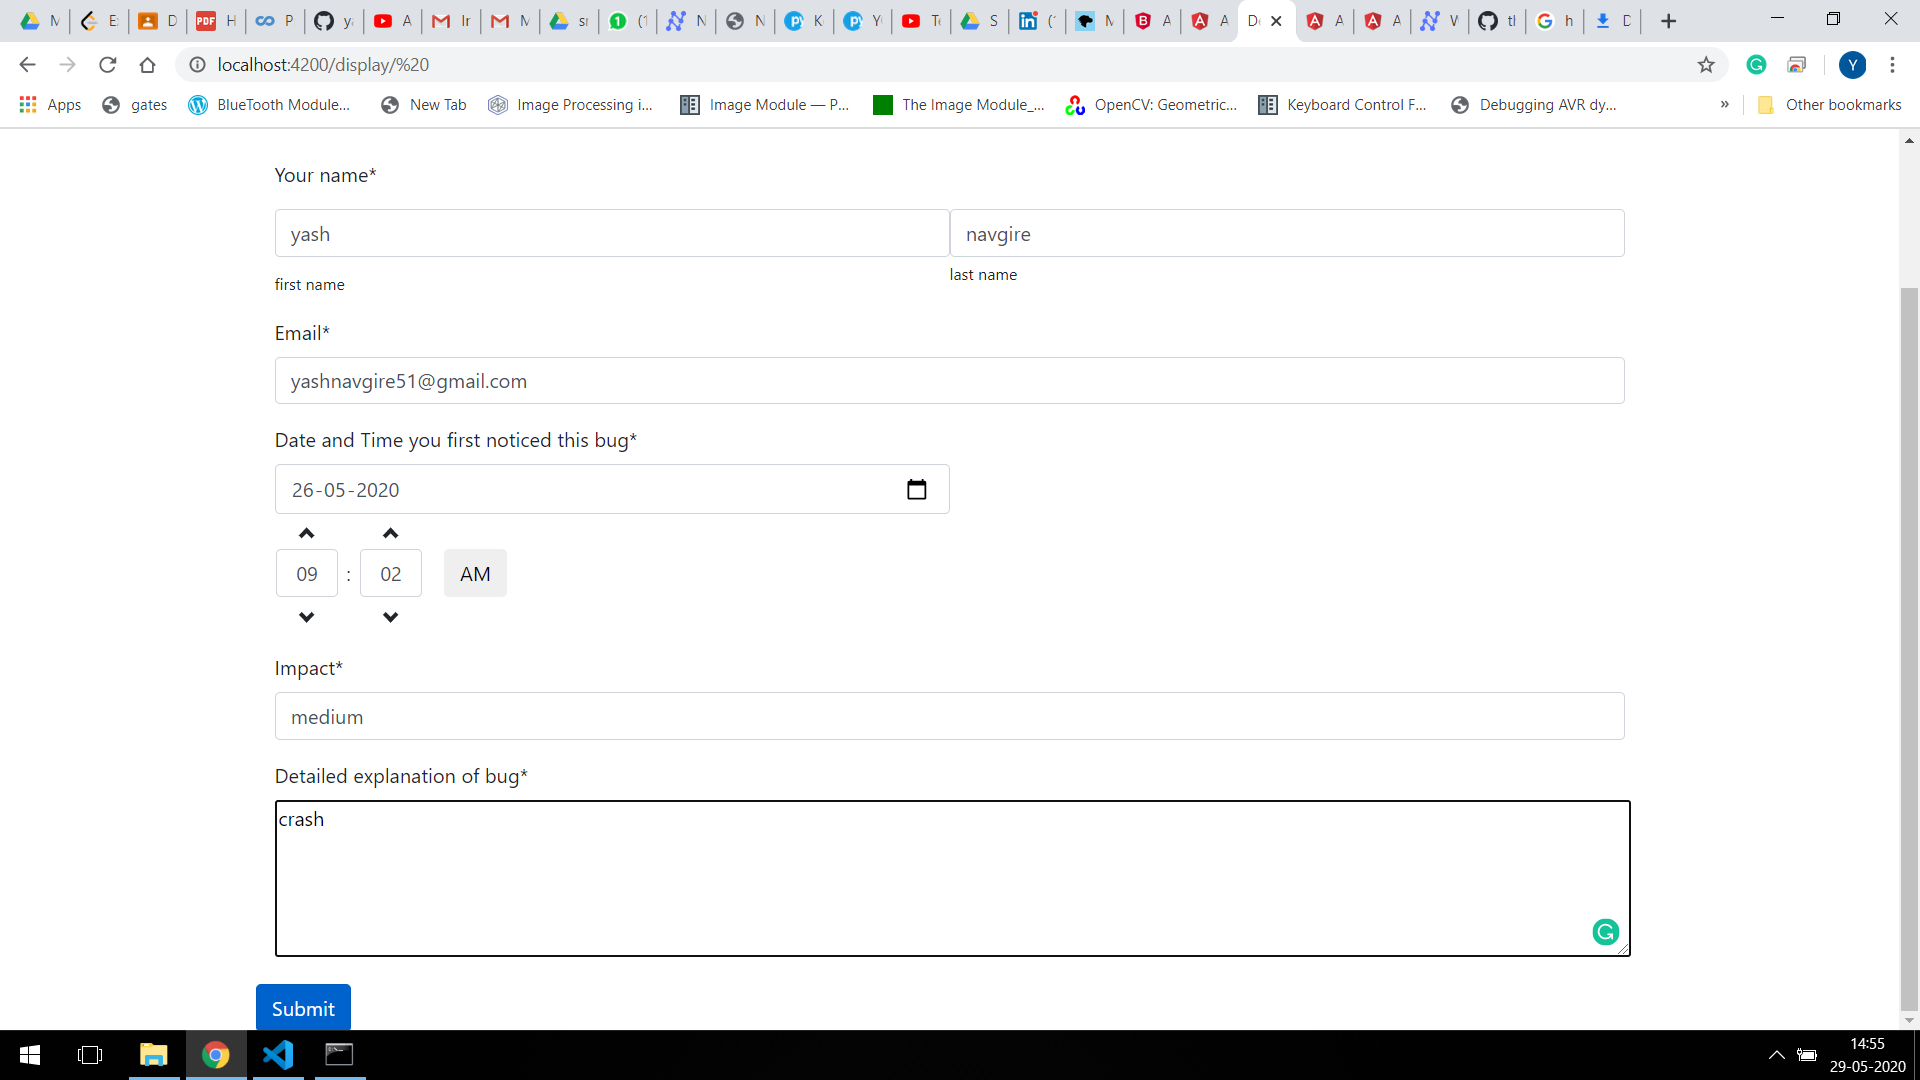 M E D H P y A Ir M sr (1 N N K Y T S (1 M A A D A A V tl h D
localhost:4200/display/%20
Y
Apps gates BlueTooth Module... New Tab Image Processing i... Image Module — P... The Image Module_... OpenCV: Geometric... Keyboard Control F... Debugging AVR dy... » Other bookmarks
Your name*
yash navgire
first name last name
Email*
yashnavgire51@gmail.com
Date and Time you first noticed this bug*
26-05-2020
09 : 02 AM
Impact*
medium
Detailed explanation of bug*
crash
Submit
14:55
29-05-2020